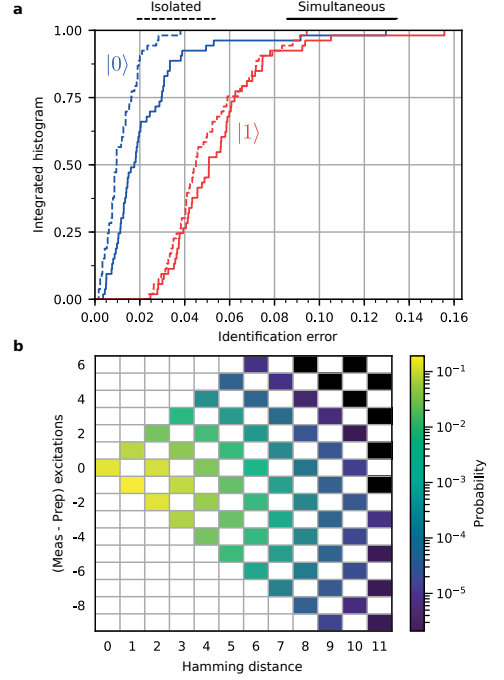 a
Isolated
Simultaneous
1.00
0.75
0.50
0.25
0.00
Integrated histogram
|0⟩
|1⟩
0.00 0.02 0.04 0.06 0.08 0.10 0.12 0.14 0.16
Identification error
b
6
4
2
0
-2
-4
-6
-8
(Meas - Prep) excitations
0 1 2 3 4 5 6 7 8 9 10 11
Hamming distance
10⁻¹
10⁻²
10⁻³
10⁻⁴
10⁻⁵
Probability